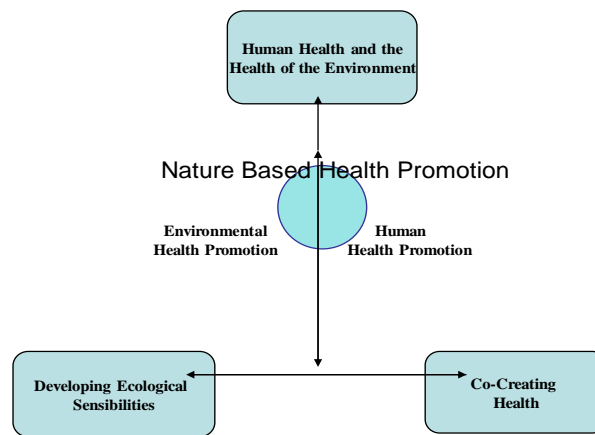 Human Health and the
Health of the Environment
Nature Based Health Promotion
Environmental
Health Promotion
Human
Health Promotion
Developing Ecological
Sensibilities
Co-Creating
Health